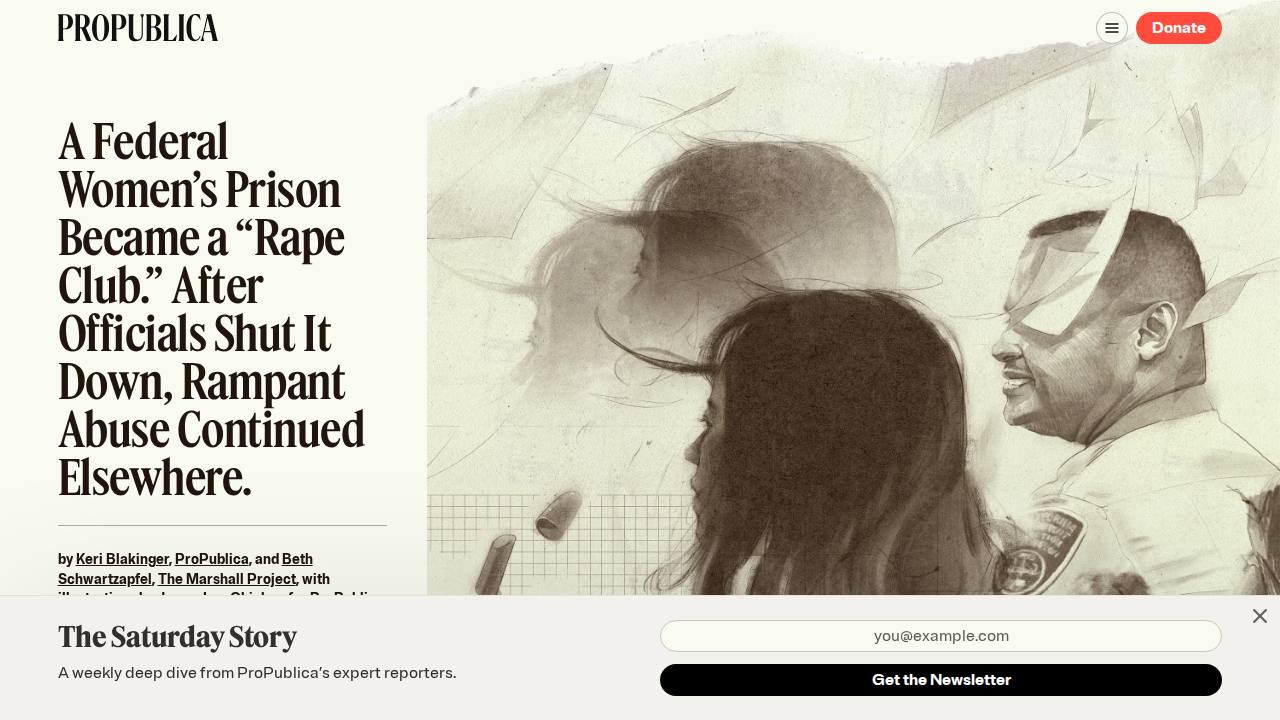 PROPUBLICA
Donate
A Federal
Women’s Prison
Became a “Rape
Club.” After
Officials Shut It
Down, Rampant
Abuse Continued
Elsewhere.
by Keri Blakinger, ProPublica, and Beth
Schwartzapfel, The Marshall Project, with
The Saturday Story
A weekly deep dive from ProPublica’s expert reporters.
you@example.com
Get the Newsletter